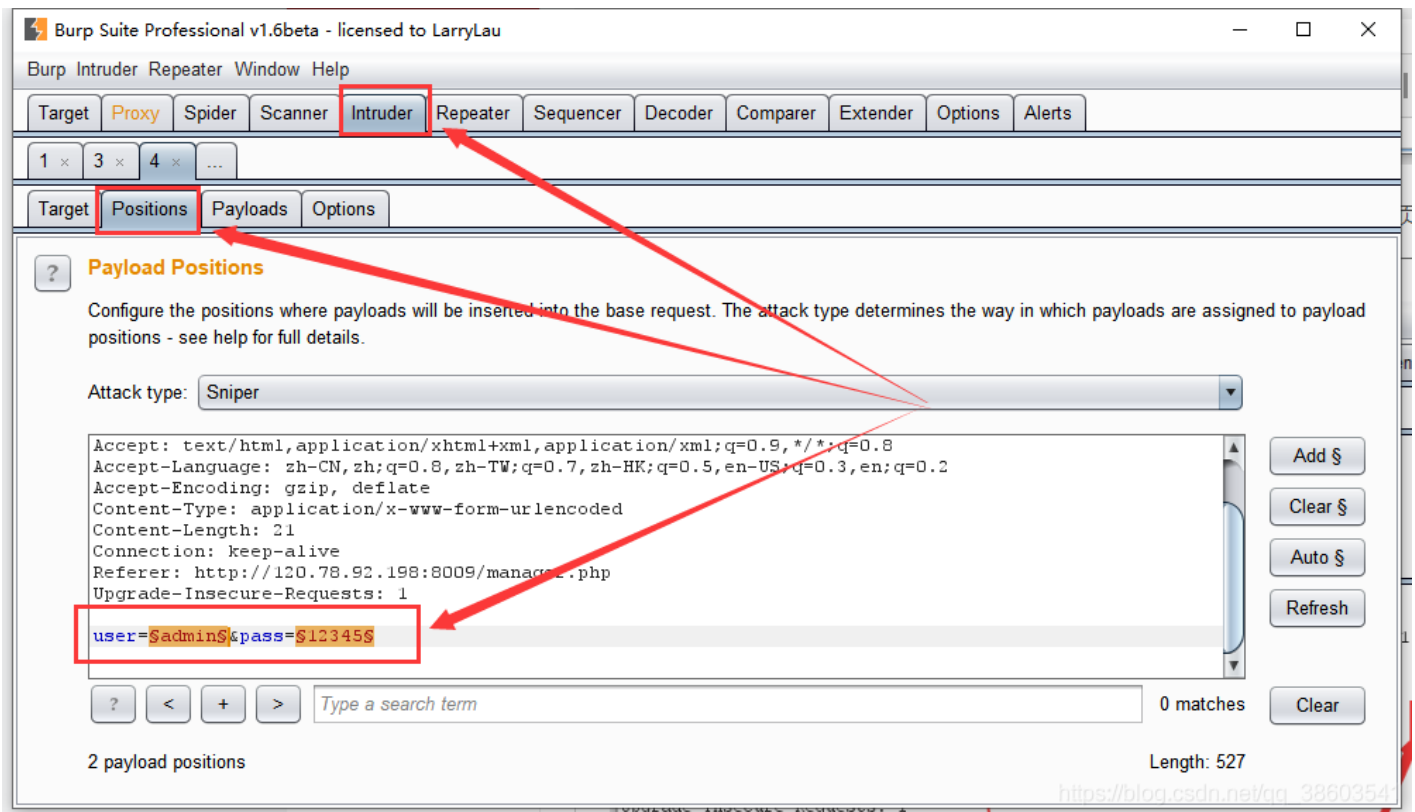 Burp Suite Professional v1.6beta - licensed to LarryLau
Burp Intruder Repeater Window Help
Target Proxy Spider Scanner Intruder Repeater Sequencer Decoder Comparer Extender Options Alerts
1 × 3 × 4 × ...
Target Positions Payloads Options
? Payload Positions
Configure the positions where payloads will be inserted into the base request. The attack type determines the way in which payloads are assigned to payload
positions - see help for full details.
Attack type: Sniper
Accept: text/html,application/xhtml+xml,application/xml;q=0.9,*/*;q=0.8
Accept-Language: zh-CN,zh;q=0.8,zh-TW;q=0.7,zh-HK;q=0.5,en-US;q=0.3,en;q=0.2
Accept-Encoding: gzip, deflate
Content-Type: application/x-www-form-urlencoded
Content-Length: 21
Connection: keep-alive
Referer: http://120.78.92.198:8009/manager.php
Upgrade-Insecure-Requests: 1
user=§admin§&pass=§12345§
Add §
Clear §
Auto §
Refresh
? < + > Type a search term 0 matches Clear
2 payload positions Length: 527
https://blog.csdn.net/qq_38603541